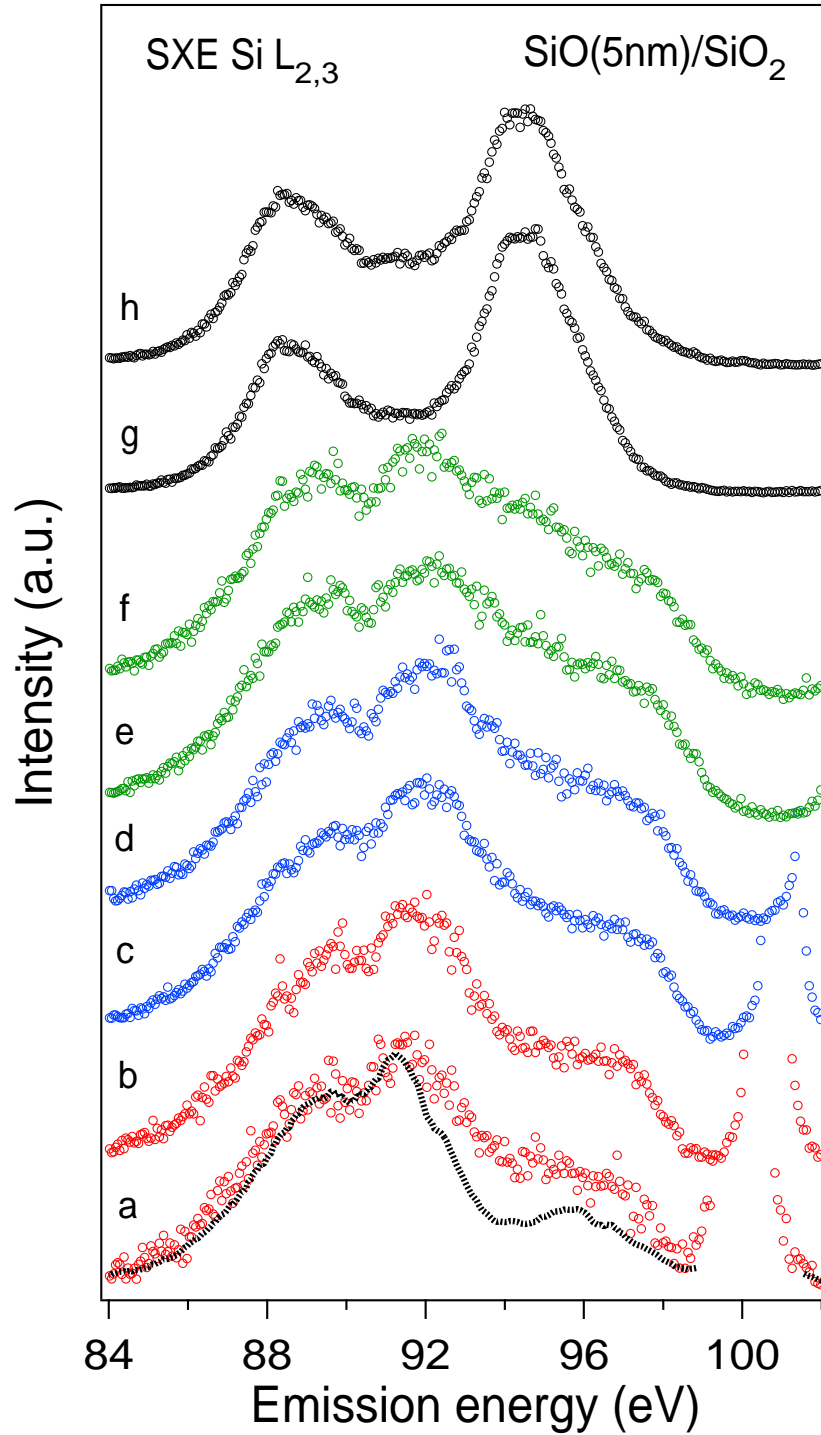 SXE Si L2,3
SiO(5nm)/SiO2
h
g
f
e
d
c
b
a
Intensity (a.u.)
84 88 92 96 100
Emission energy (eV)